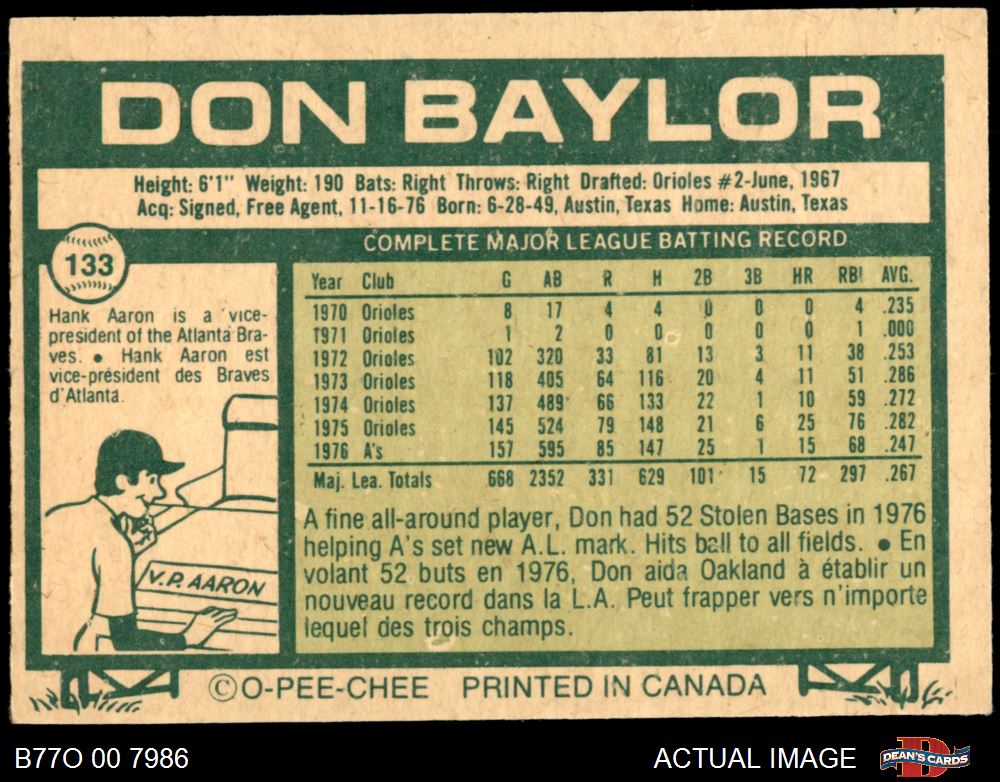 DON BAYLOR
Height: 6'1" Weight: 190 Bats: Right Throws: Right Drafted: Orioles #2-June, 1967
Acq: Signed, Free Agent, 11-16-76 Born: 6-28-49, Austin, Texas Home: Austin, Texas
133
Hank Aaron is a vice-
president of the Atlanta Bra-
ves. ● Hank Aaron est
vice-président des Braves
d'Atlanta.
V.P. AARON
COMPLETE MAJOR LEAGUE BATTING RECORD
Year Club G AB R H 2B 3B HR RBI AVG.
1970 Orioles 8 17 4 4 0 0 0 4 .235
1971 Orioles 1 2 0 0 0 0 0 1 .000
1972 Orioles 102 320 33 81 13 3 11 38 .253
1973 Orioles 118 405 64 116 20 4 11 51 .286
1974 Orioles 137 489 66 133 22 1 10 59 .272
1975 Orioles 145 524 79 148 21 6 25 76 .282
1976 A's 157 595 85 147 25 1 15 68 .247
Maj. Lea. Totals 668 2352 331 629 101 15 72 297 .267
A fine all-around player, Don had 52 Stolen Bases in 1976
helping A's set new A.L. mark. Hits ball to all fields. ● En
volant 52 buts en 1976, Don aida Oakland à établir un
nouveau record dans la L.A. Peut frapper vers n'importe
lequel des trois champs.
©O-PEE-CHEE PRINTED IN CANADA
B77O 00 7986
ACTUAL IMAGE
DEAN'S CARDS